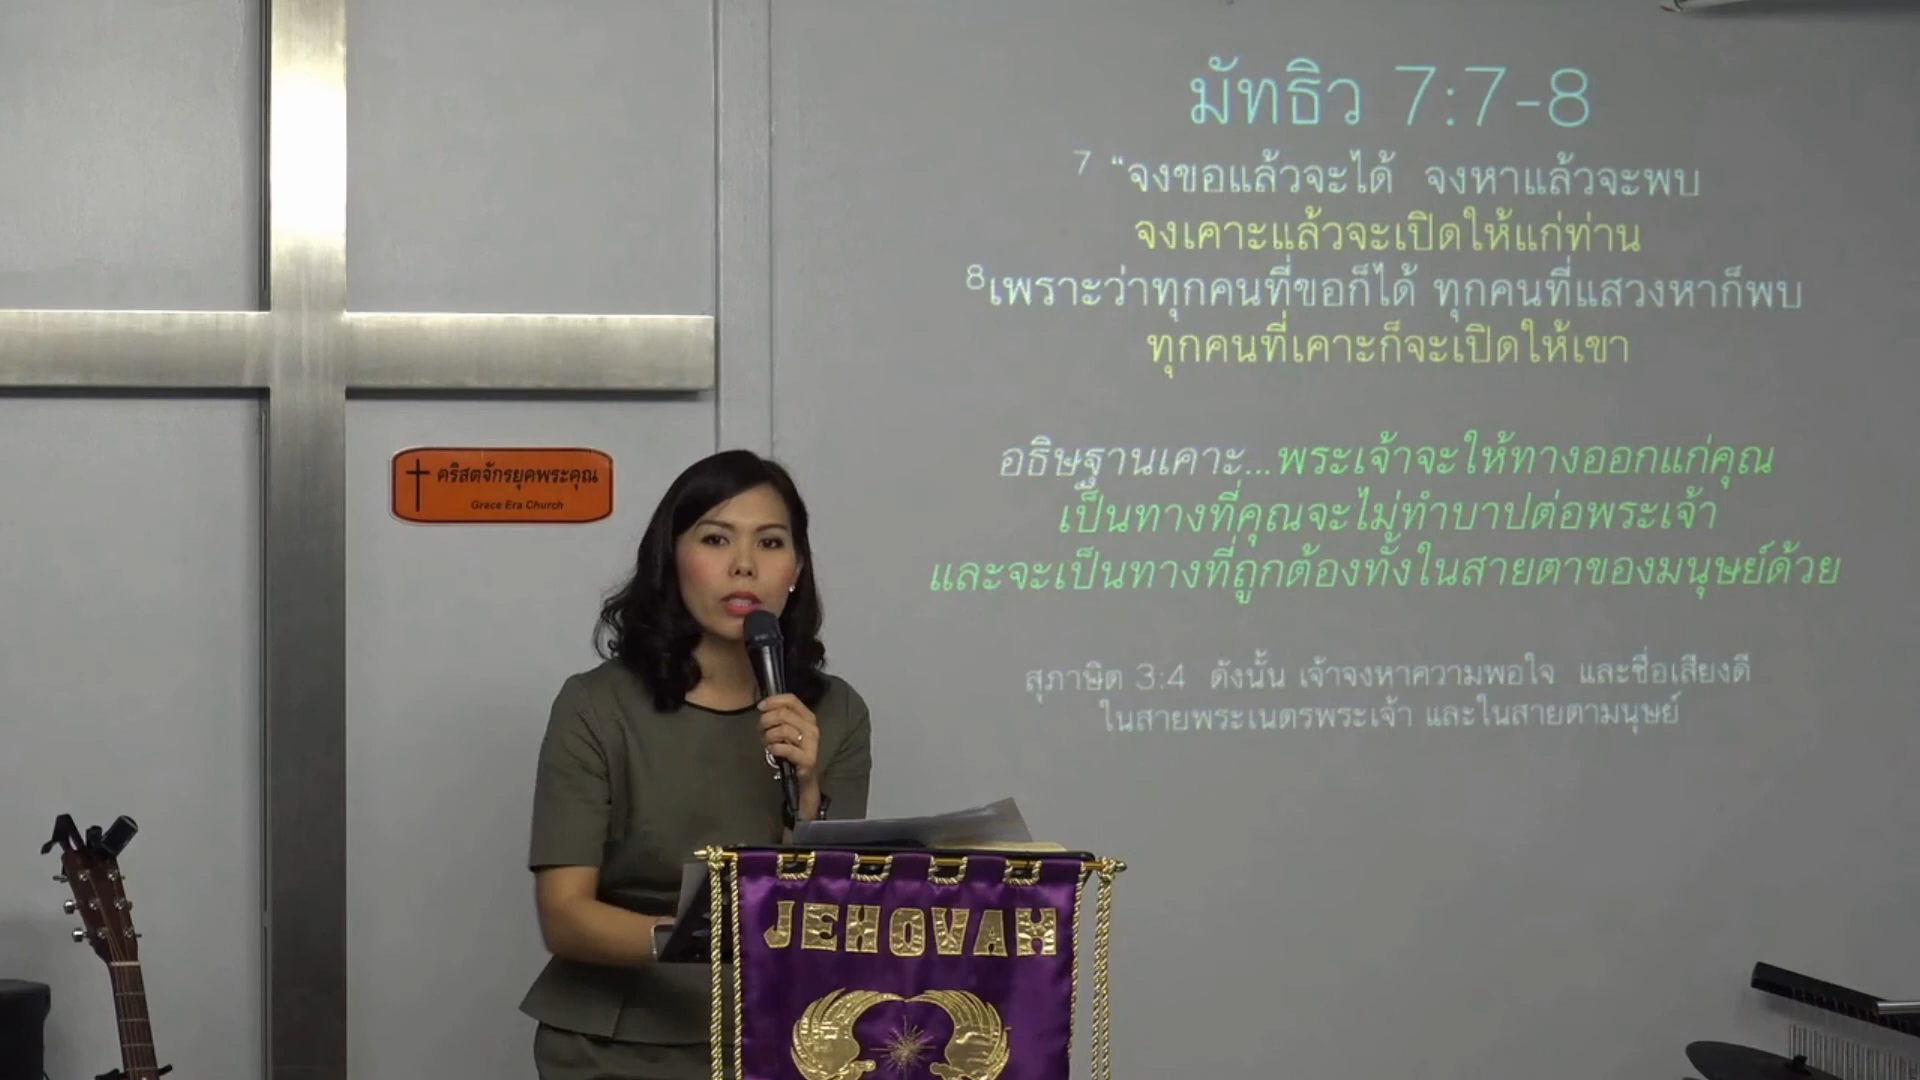 มัทธิว 7:7-8
7 “จงขอแล้วจะได้ จงหาแล้วจะพบ
จงเคาะแล้วจะเปิดให้แก่ท่าน
8เพราะว่าทุกคนที่ขอก็ได้ ทุกคนที่แสวงหาก็พบ
ทุกคนที่เคาะก็จะเปิดให้เขา
อธิษฐานเคาะ...พระเจ้าจะให้ทางออกแก่คุณ
เป็นทางที่คุณจะไม่ทำบาปต่อพระเจ้า
และจะเป็นทางที่ถูกต้องทั้งในสายตาของมนุษย์ด้วย
สุภาษิต 3:4 ดังนั้น เจ้าจงหาความพอใจ และชื่อเสียงดี
ในสายพระเนตรพระเจ้า และในสายตามนุษย์
คริสตจักรยุคพระคุณ
Grace Era Church
JEHOVAH